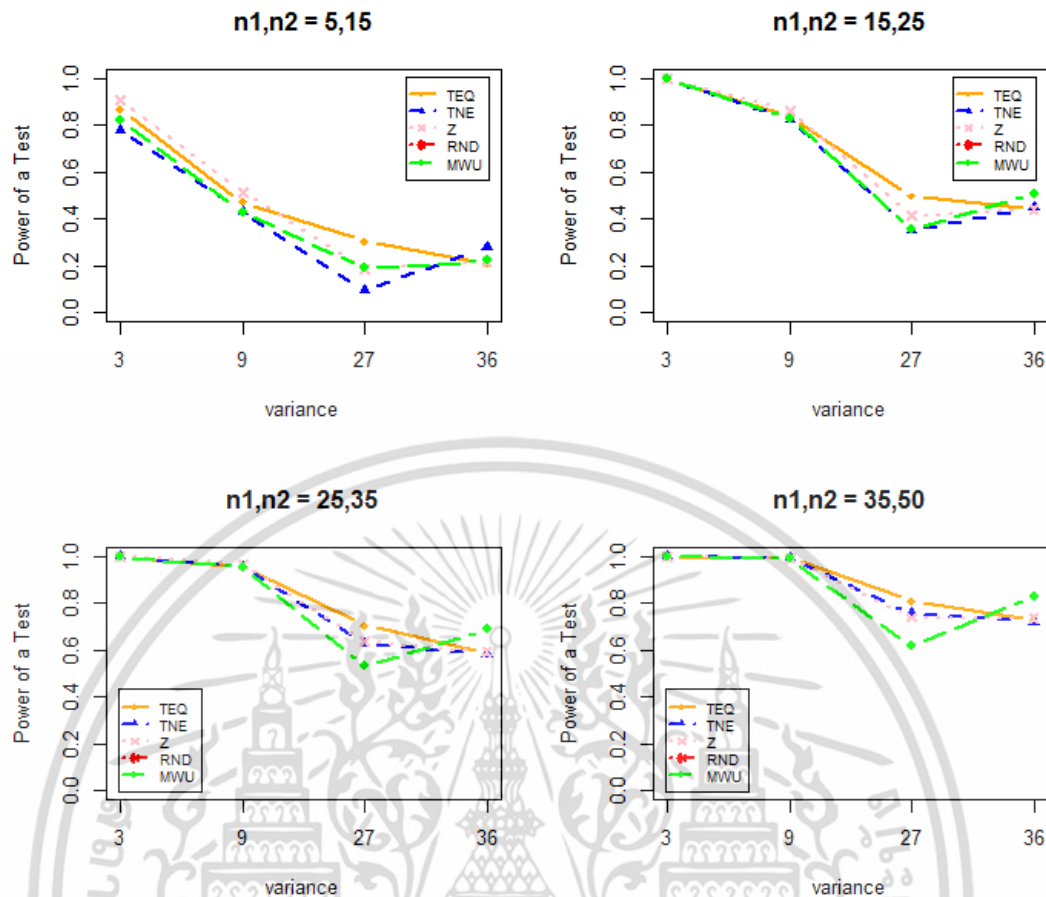 n1,n2 = 5,15
Power of a Test
1.0
0.8
0.6
0.4
0.2
0.0
TEQ
TNE
Z
RND
MWU
3 9 27 36
variance
n1,n2 = 15,25
Power of a Test
1.0
0.8
0.6
0.4
0.2
0.0
TEQ
TNE
Z
RND
MWU
3 9 27 36
variance
n1,n2 = 25,35
Power of a Test
1.0
0.8
0.6
0.4
0.2
0.0
TEQ
TNE
Z
RND
MWU
3 9 27 36
variance
n1,n2 = 35,50
Power of a Test
1.0
0.8
0.6
0.4
0.2
0.0
TEQ
TNE
Z
RND
MWU
3 9 27 36
variance